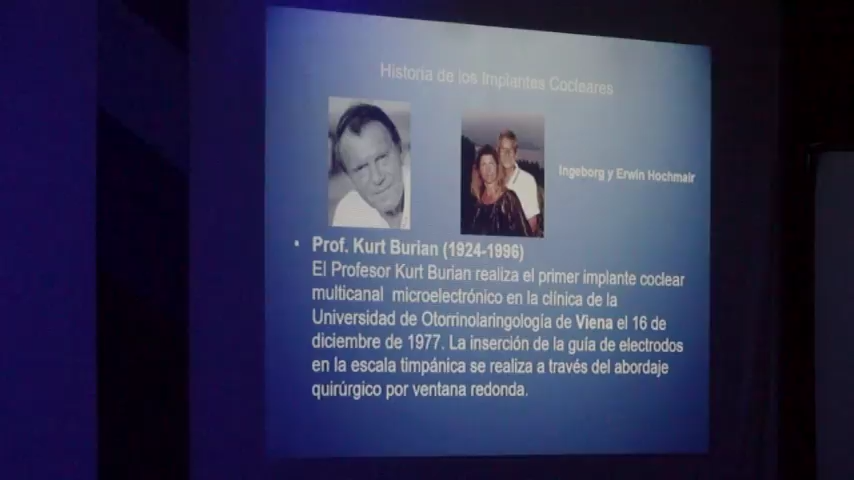 Historia de los Implantes Cocleares
Ingeborg y Erwin Hochmair
• Prof. Kurt Burian (1924-1996)
El Profesor Kurt Burian realiza el primer implante coclear
multicanal microelectrónico en la clínica de la
Universidad de Otorrinolaringología de Viena el 16 de
diciembre de 1977. La inserción de la guía de electrodos
en la escala timpánica se realiza a través del abordaje
quirúrgico por ventana redonda.